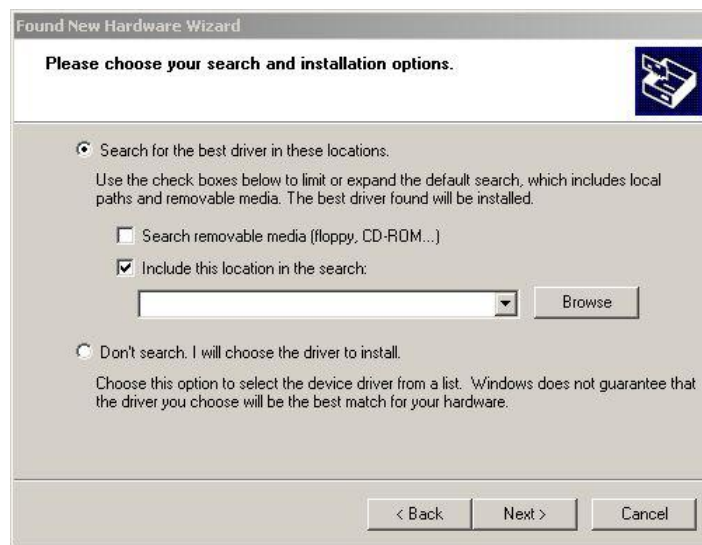 Found New Hardware Wizard
Please choose your search and installation options.
Search for the best driver in these locations.
Use the check boxes below to limit or expand the default search, which includes local
paths and removable media. The best driver found will be installed.
Search removable media (floppy, CD-ROM...)
Include this location in the search:
Browse
Don't search. I will choose the driver to install.
Choose this option to select the device driver from a list.  Windows does not guarantee that
the driver you choose will be the best match for your hardware.
< Back Next > Cancel